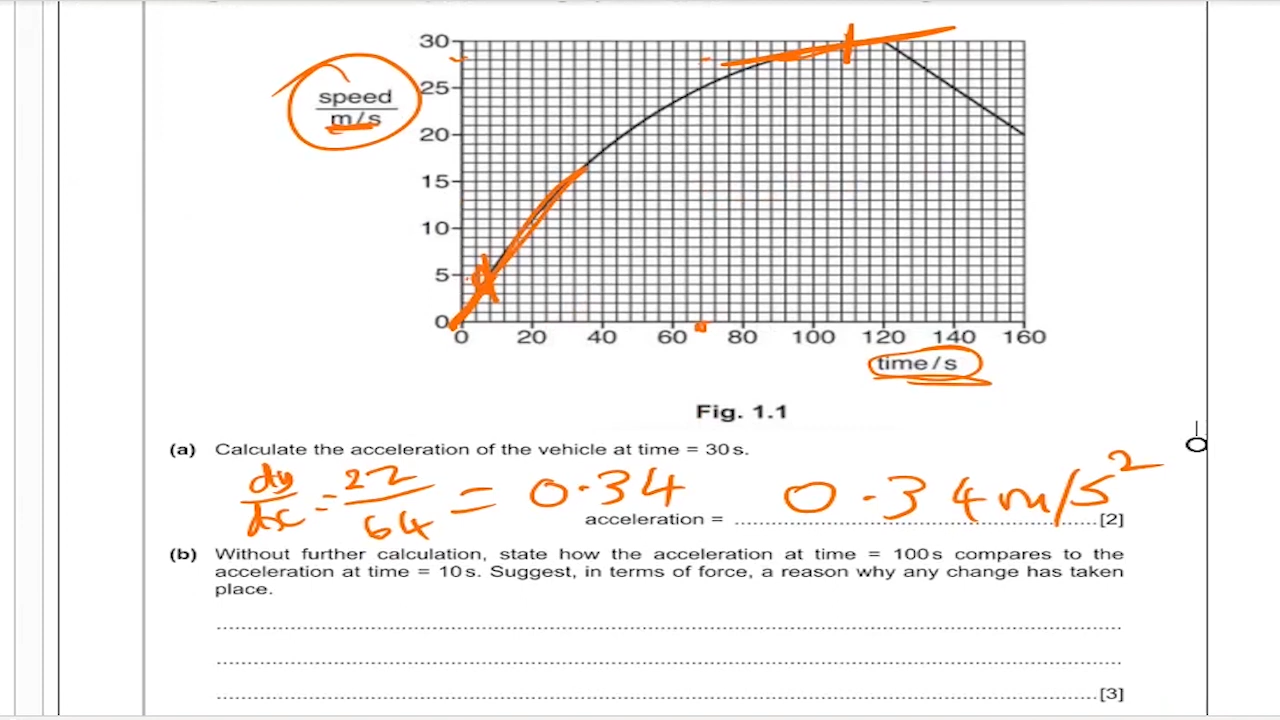 30
25
20
15
10
5
0
speed
m/s
0 20 40 60 80 100 120 140 160
time/s
Fig. 1.1
(a) Calculate the acceleration of the vehicle at time = 30 s.
dy/dx = 22/64 = 0.34 0.34 m/s²
acceleration = ........................................................ [2]
(b) Without further calculation, state how the acceleration at time = 100 s compares to the
acceleration at time = 10 s. Suggest, in terms of force, a reason why any change has taken
place.
[3]